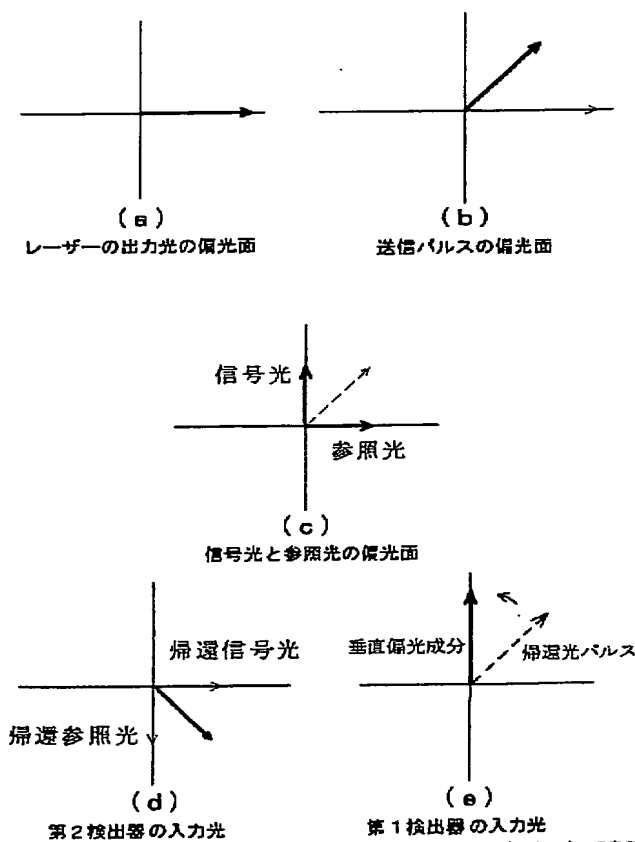 (a)
レーザーの出力光の偏光面
(b)
送信パルスの偏光面
信号光
参照光
(c)
信号光と参照光の偏光面
帰還信号光
帰還参照光
(d)
第2検出器の入力光
垂直偏光成分
帰還光パルス
(e)
第1検出器の入力光